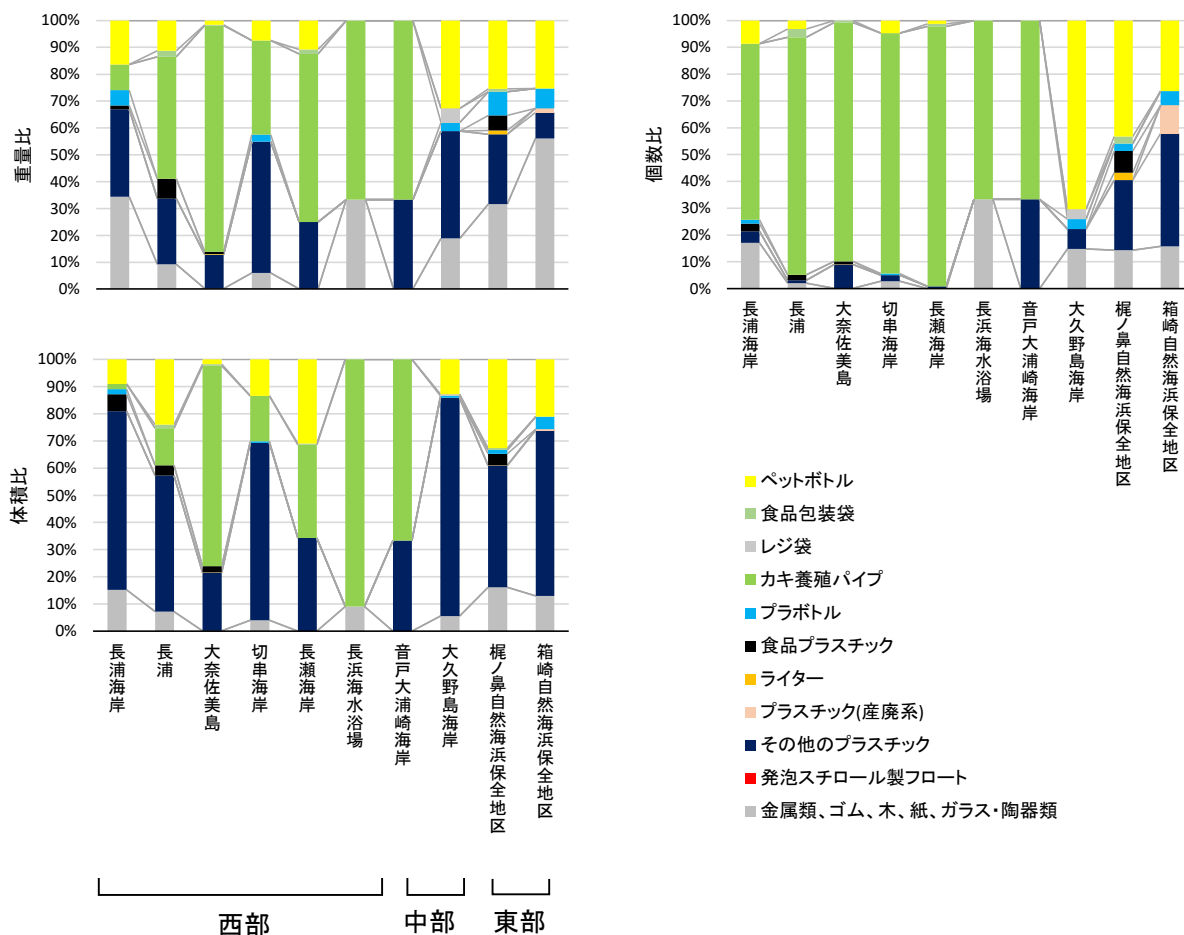 重量比
100%
90%
80%
70%
60%
50%
40%
30%
20%
10%
0%
個数比
100%
90%
80%
70%
60%
50%
40%
30%
20%
10%
0%
長浦海岸
長浦
大奈佐美島
切串海岸
長瀬海岸
長浜海水浴場
音戸大浦崎海岸
大久野島海岸
梶ノ鼻自然海浜保全地区
箱崎自然海浜保全地区
体積比
100%
90%
80%
70%
60%
50%
40%
30%
20%
10%
0%
長浦海岸
長浦
大奈佐美島
切串海岸
長瀬海岸
長浜海水浴場
音戸大浦崎海岸
大久野島海岸
梶ノ鼻自然海浜保全地区
箱崎自然海浜保全地区
西部
中部
東部
ペットボトル
食品包装袋
レジ袋
カキ養殖パイプ
プラボトル
食品プラスチック
ライター
プラスチック(産廃系)
その他のプラスチック
発泡スチロール製フロート
金属類、ゴム、木、紙、ガラス・陶器類